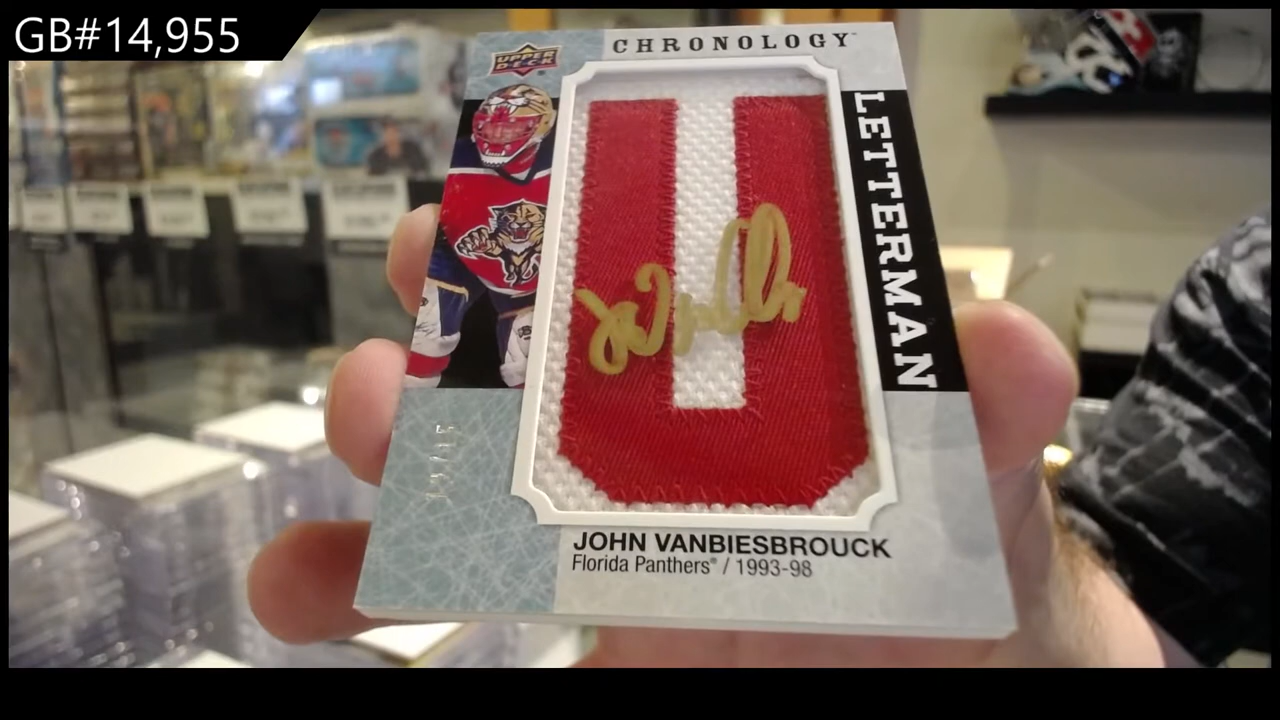 GB#14,955
UPPER DECK
CHRONOLOGY
LETTERMAN
U
JOHN VANBIESBROUCK
Florida Panthers® / 1993-98